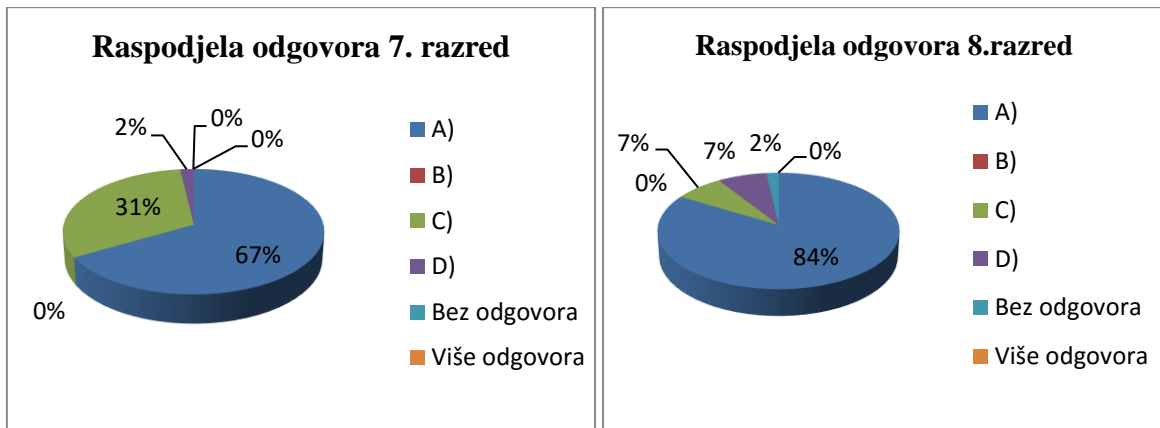 Raspodjela odgovora 7. razred
0%
2%
0%
31%
67%
0%
A)
B)
C)
D)
Bez odgovora
Više odgovora
Raspodjela odgovora 8.razred
7%
7%
2%
0%
0%
84%
A)
B)
C)
D)
Bez odgovora
Više odgovora